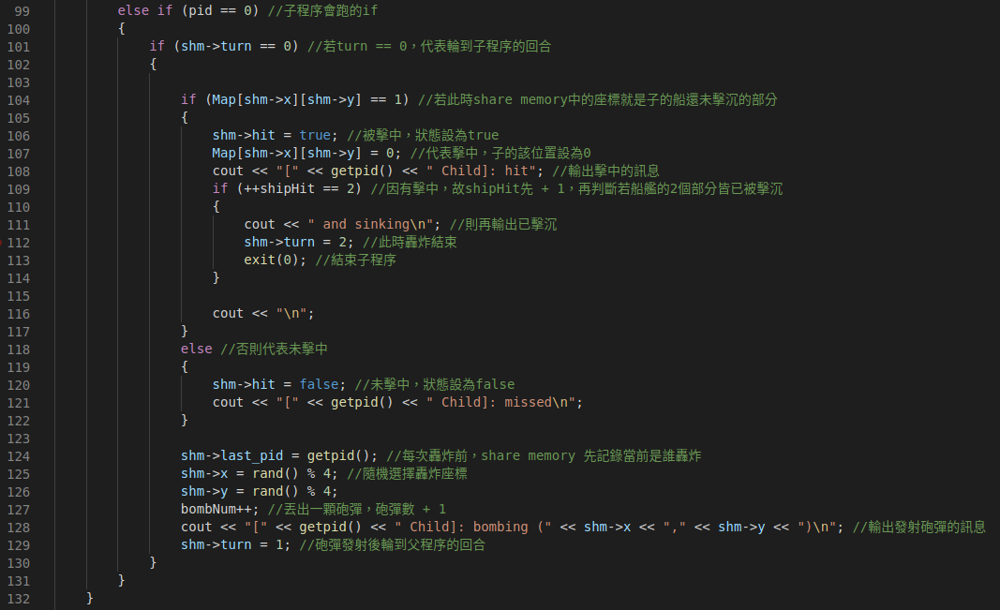 99 else if (pid == 0) //子程序會跑的if
100 {
101 if (shm->turn == 0) //若turn == 0，代表輪到子程序的回合
102 {
103
104 if (Map[shm->x][shm->y] == 1) //若此時share memory中的座標就是子的船還未擊沉的部分
105 {
106 shm->hit = true; //被擊中，狀態設為true
107 Map[shm->x][shm->y] = 0; //代表擊中，子的該位置設為0
108 cout << "[" << getpid() << " Child]: hit"; //輸出擊中的訊息
109 if (++shipHit == 2) //因有擊中，故shipHit先 + 1，再判斷若船艦的2個部分皆已被擊沉
110 {
111 cout << " and sinking\n"; //則再輸出已擊沉
112 shm->turn = 2; //此時轟炸結束
113 exit(0); //結束子程序
114 }
115
116 cout << "\n";
117 }
118 else //否則代表未擊中
119 {
120 shm->hit = false; //未擊中，狀態設為false
121 cout << "[" << getpid() << " Child]: missed\n";
122 }
123
124 shm->last_pid = getpid(); //每次轟炸前，share memory 先記錄當前是誰轟炸
125 shm->x = rand() % 4; //隨機選擇轟炸座標
126 shm->y = rand() % 4;
127 bombNum++; //丟出一顆砲彈，砲彈數 + 1
128 cout << "[" << getpid() << " Child]: bombing (" << shm->x << "," << shm->y << ")\n"; //輸出發射砲彈的訊息
129 shm->turn = 1; //砲彈發射後輪到父程序的回合
130 }
131 }
132 }